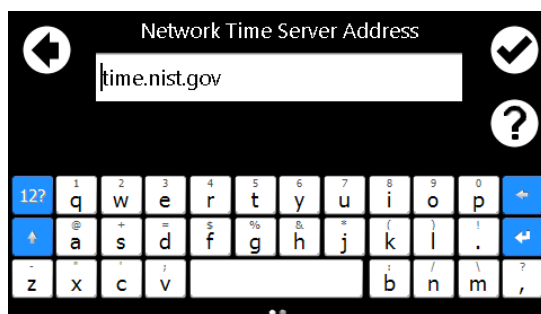 Network Time Server Address
time.nist.gov
?
1 2 3 4 5 6 7 8 9 0
12? q w e r t y u i o p
@ + = $ % & * ( ) !
a s d f g h j k l .
- " ' ; : / \ ?
z x c v b n m ,